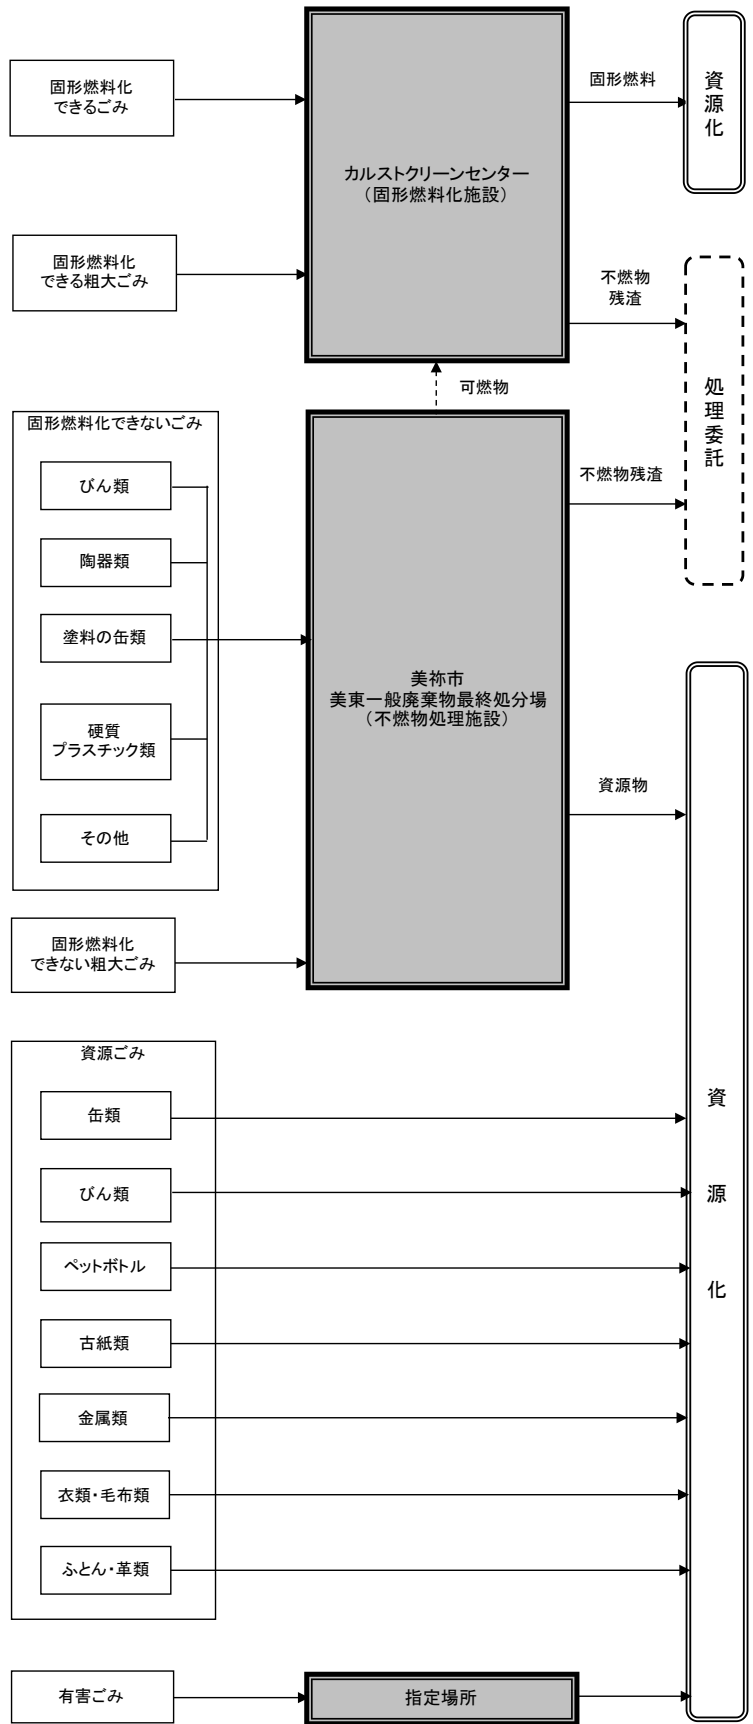 固形燃料化
できるごみ
カルストクリーンセンター
（固形燃料化施設）
固形燃料
資源化
固形燃料化
できる粗大ごみ
不燃物
残渣
処理委託
可燃物
固形燃料化できないごみ
びん類
陶器類
塗料の缶類
硬質
プラスチック類
その他
美祢市
美東一般廃棄物最終処分場
（不燃物処理施設）
不燃物残渣
資源物
固形燃料化
できない粗大ごみ
資源ごみ
缶類
びん類
ペットボトル
古紙類
金属類
衣類・毛布類
ふとん・革類
資源化
有害ごみ
指定場所